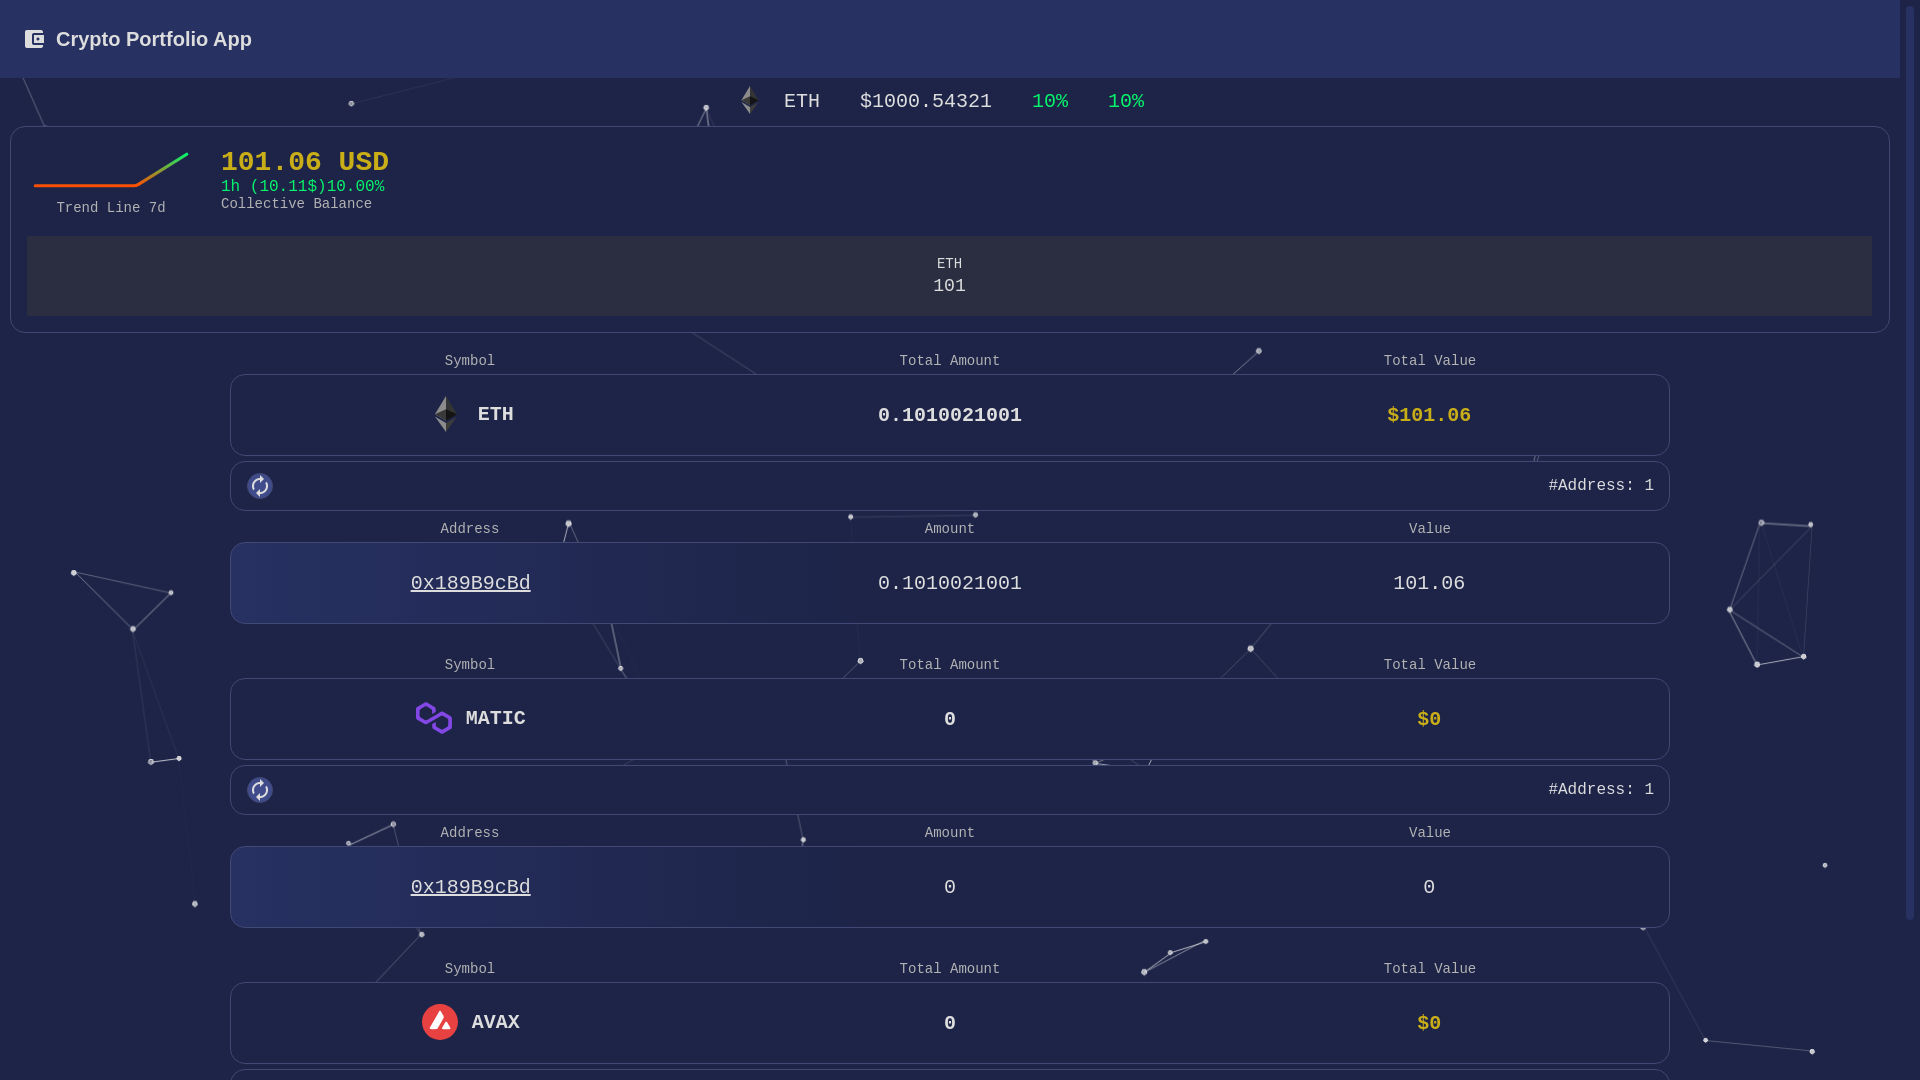 Crypto Portfolio App
ETH $1000.54321 10% 10%
101.06 USD
1h (10.11$)10.00%
Collective Balance
Trend Line 7d
ETH
101
Symbol Total Amount Total Value
ETH 0.1010021001 $101.06
#Address: 1
Address Amount Value
0x189B9cBd 0.1010021001 101.06
Symbol Total Amount Total Value
MATIC 0 $0
#Address: 1
Address Amount Value
0x189B9cBd 0 0
Symbol Total Amount Total Value
AVAX 0 $0